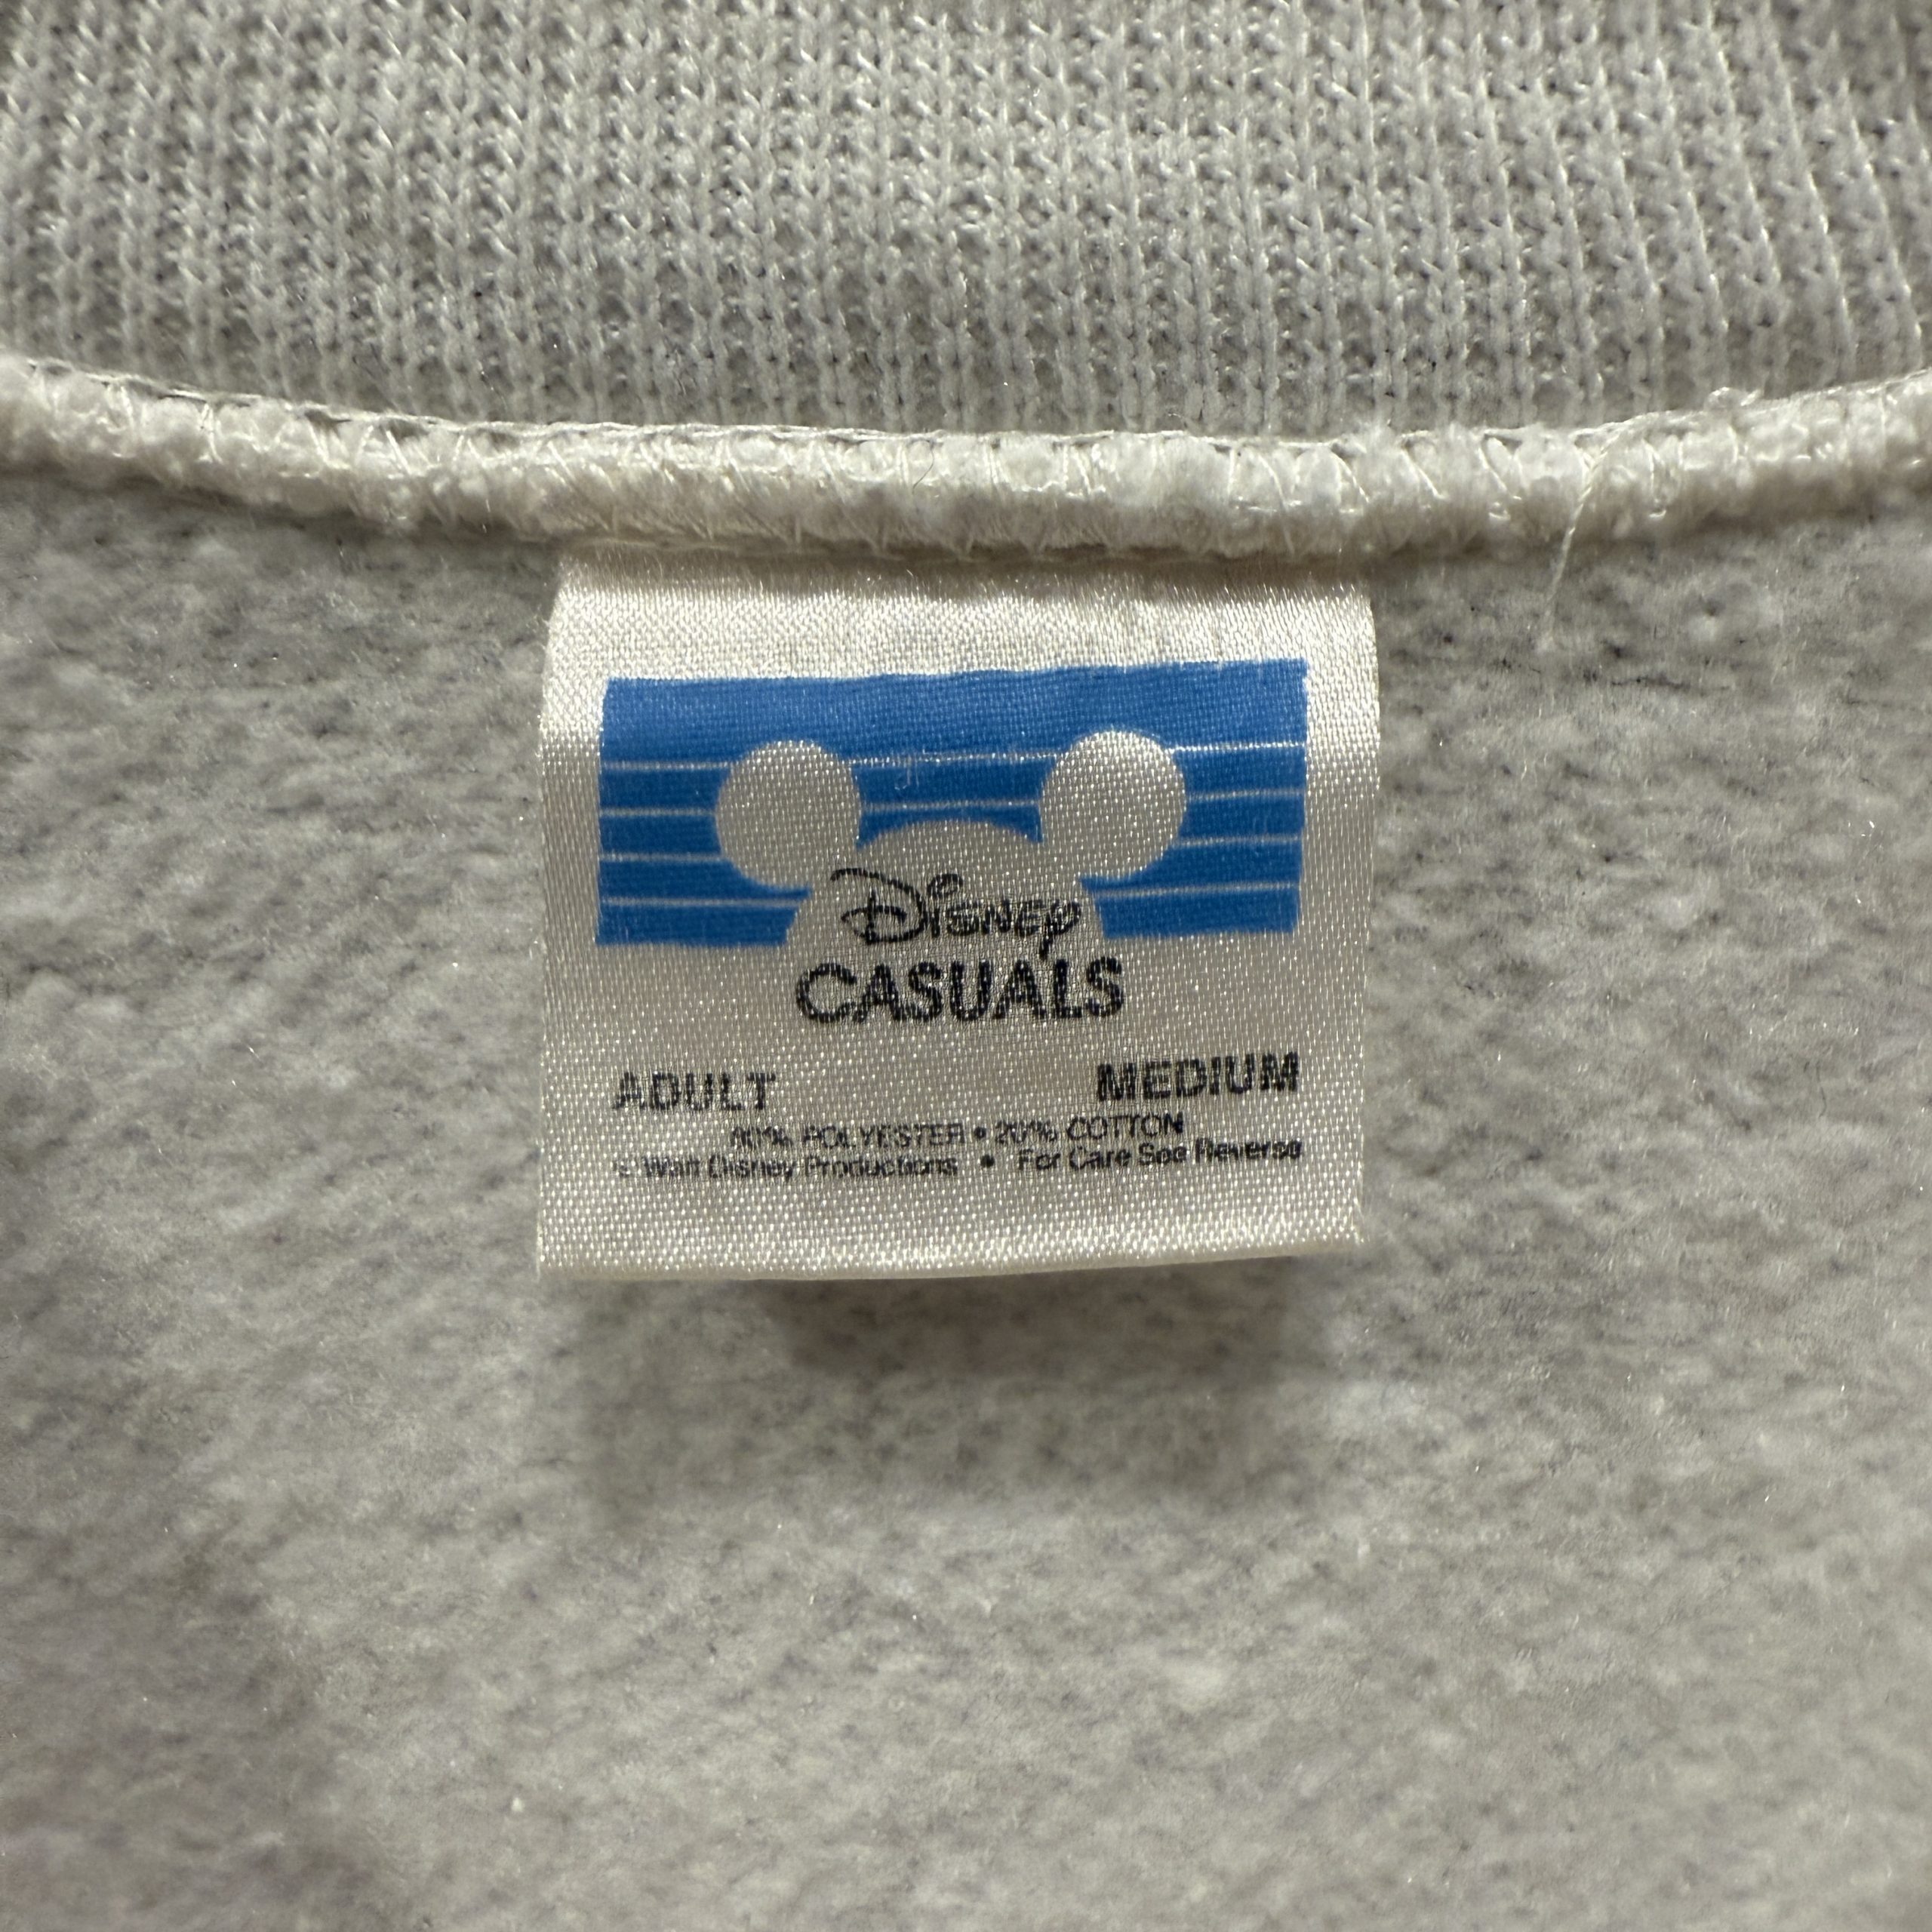 Disney
CASUALS
ADULT MEDIUM
80% POLYESTER • 20% COTTON
© Walt Disney Productions • For Care See Reverse